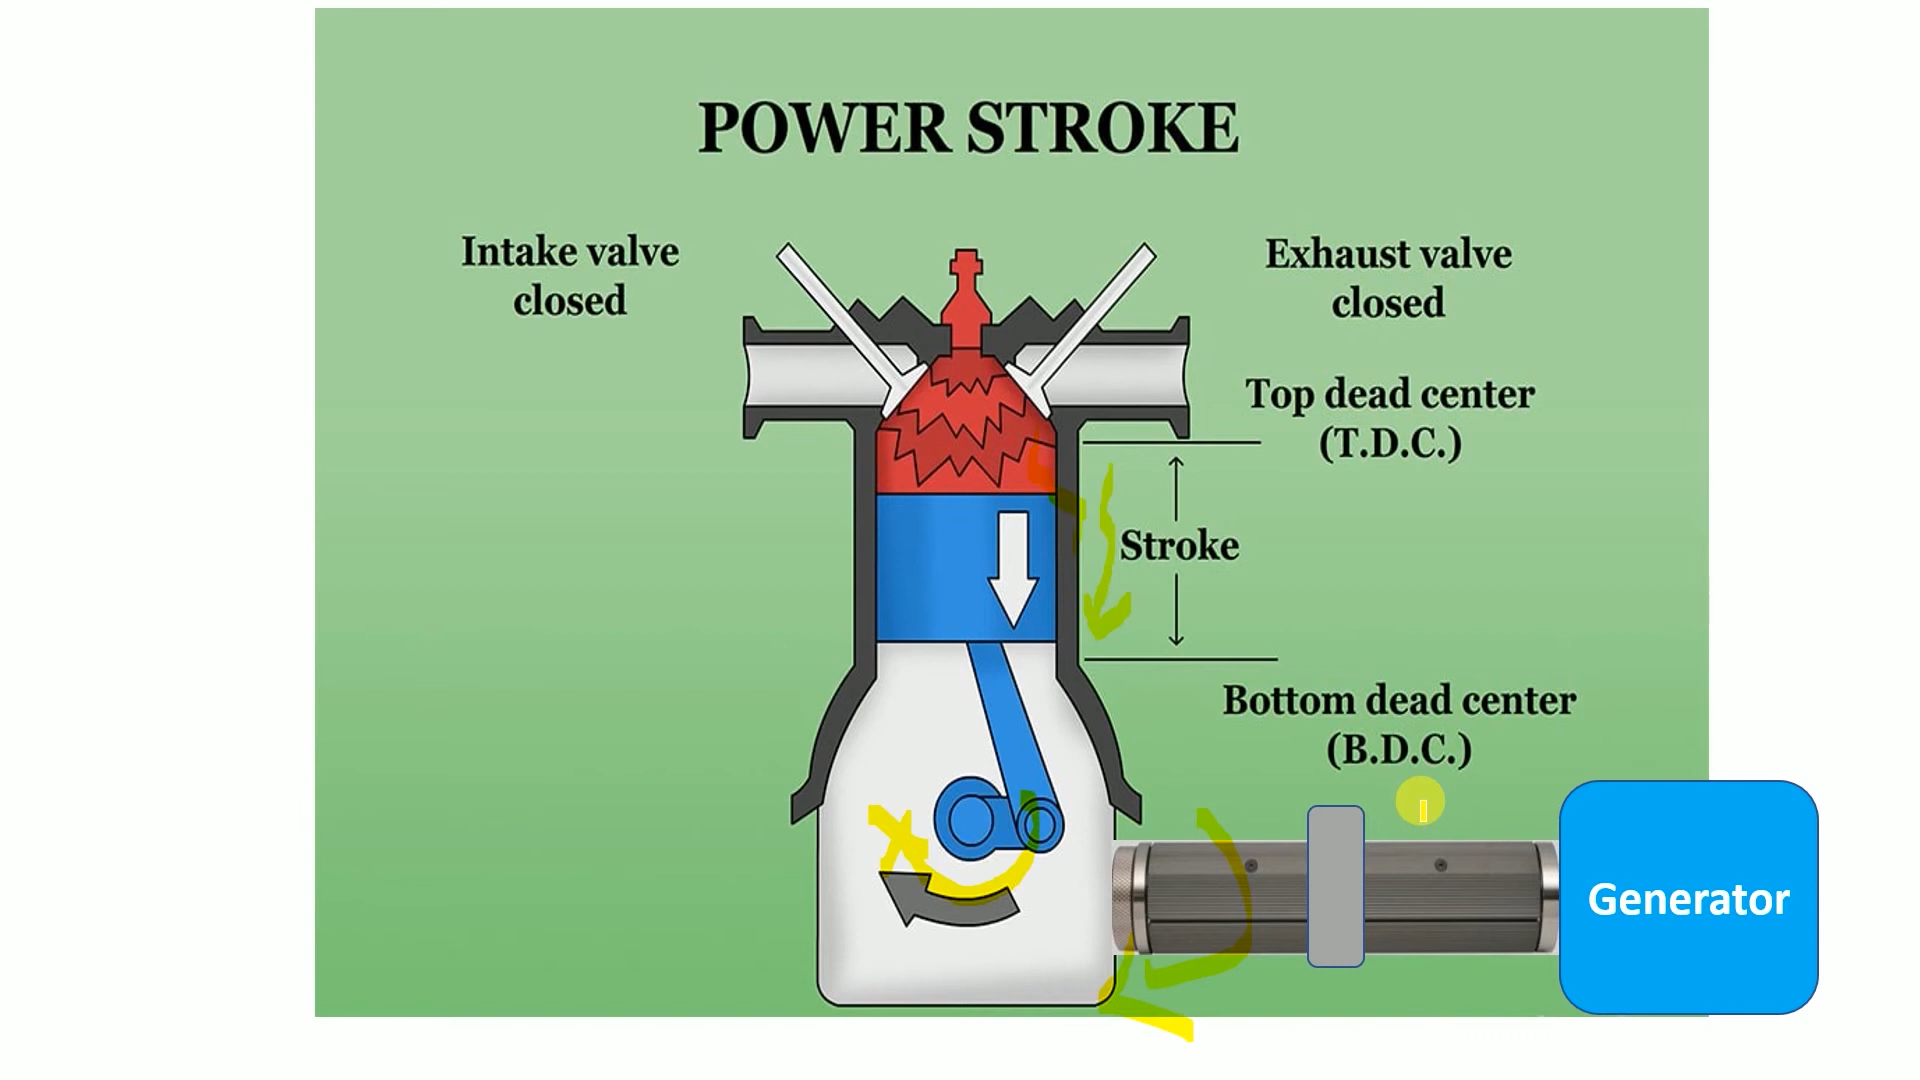 POWER STROKE
Intake valve
closed
Exhaust valve
closed
Top dead center
(T.D.C.)
Stroke
Bottom dead center
(B.D.C.)
Generator